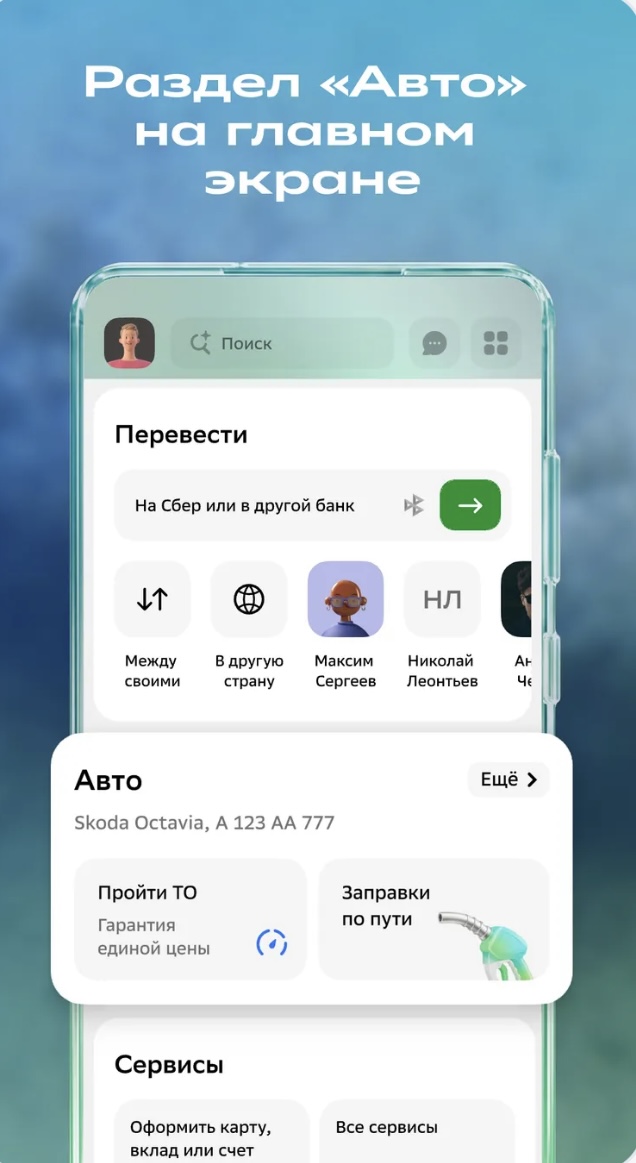 Раздел «Авто»
на главном
экране
Поиск
Перевести
На Сбер или в другой банк
Между
своими
В другую
страну
Максим
Сергеев
НЛ
Николай
Леонтьев
Ан
Че
Авто
Ещё
Skoda Octavia, А 123 АА 777
Пройти ТО
Гарантия
единой цены
Заправки
по пути
Сервисы
Оформить карту,
вклад или счет
Все сервисы